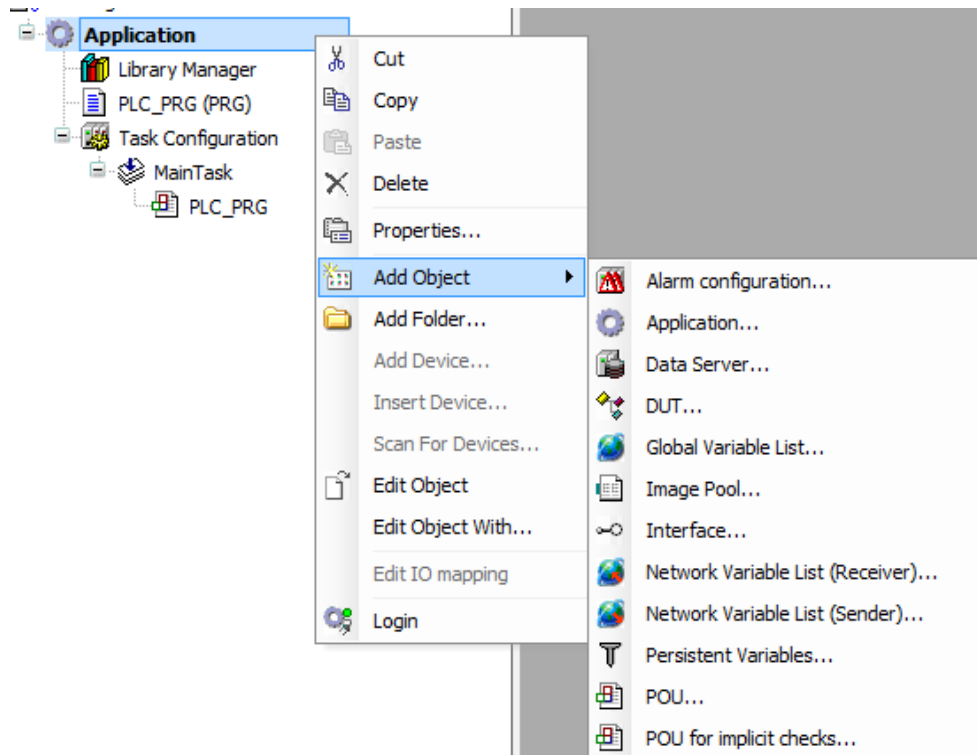 Application
Library Manager
PLC_PRG (PRG)
Task Configuration
MainTask
PLC_PRG
Cut
Copy
Paste
Delete
Properties...
Add Object
Add Folder...
Add Device...
Insert Device...
Scan For Devices...
Edit Object
Edit Object With...
Edit IO mapping
Login
Alarm configuration...
Application...
Data Server...
DUT...
Global Variable List...
Image Pool...
Interface...
Network Variable List (Receiver)...
Network Variable List (Sender)...
Persistent Variables...
POU...
POU for implicit checks...